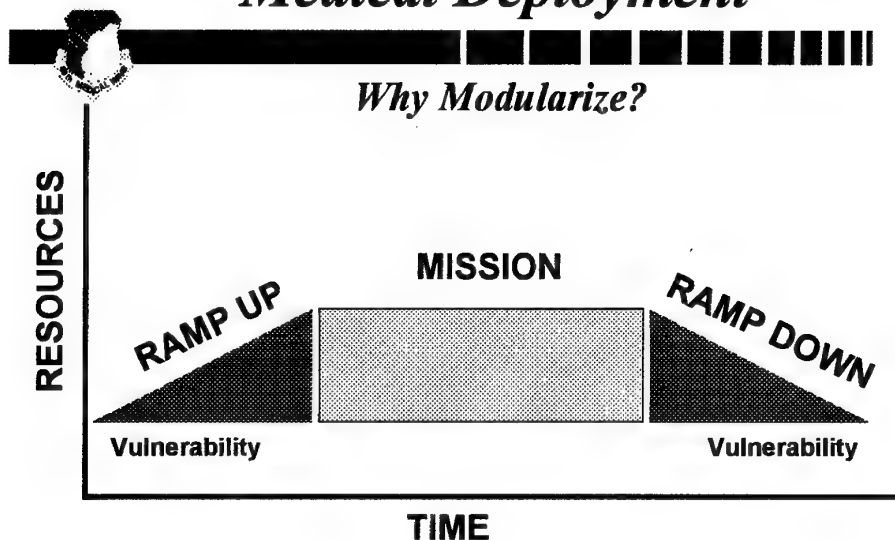 Medical Deployment
Why Modularize?
RESOURCES
RAMP UP
MISSION
RAMP DOWN
Vulnerability
Vulnerability
TIME